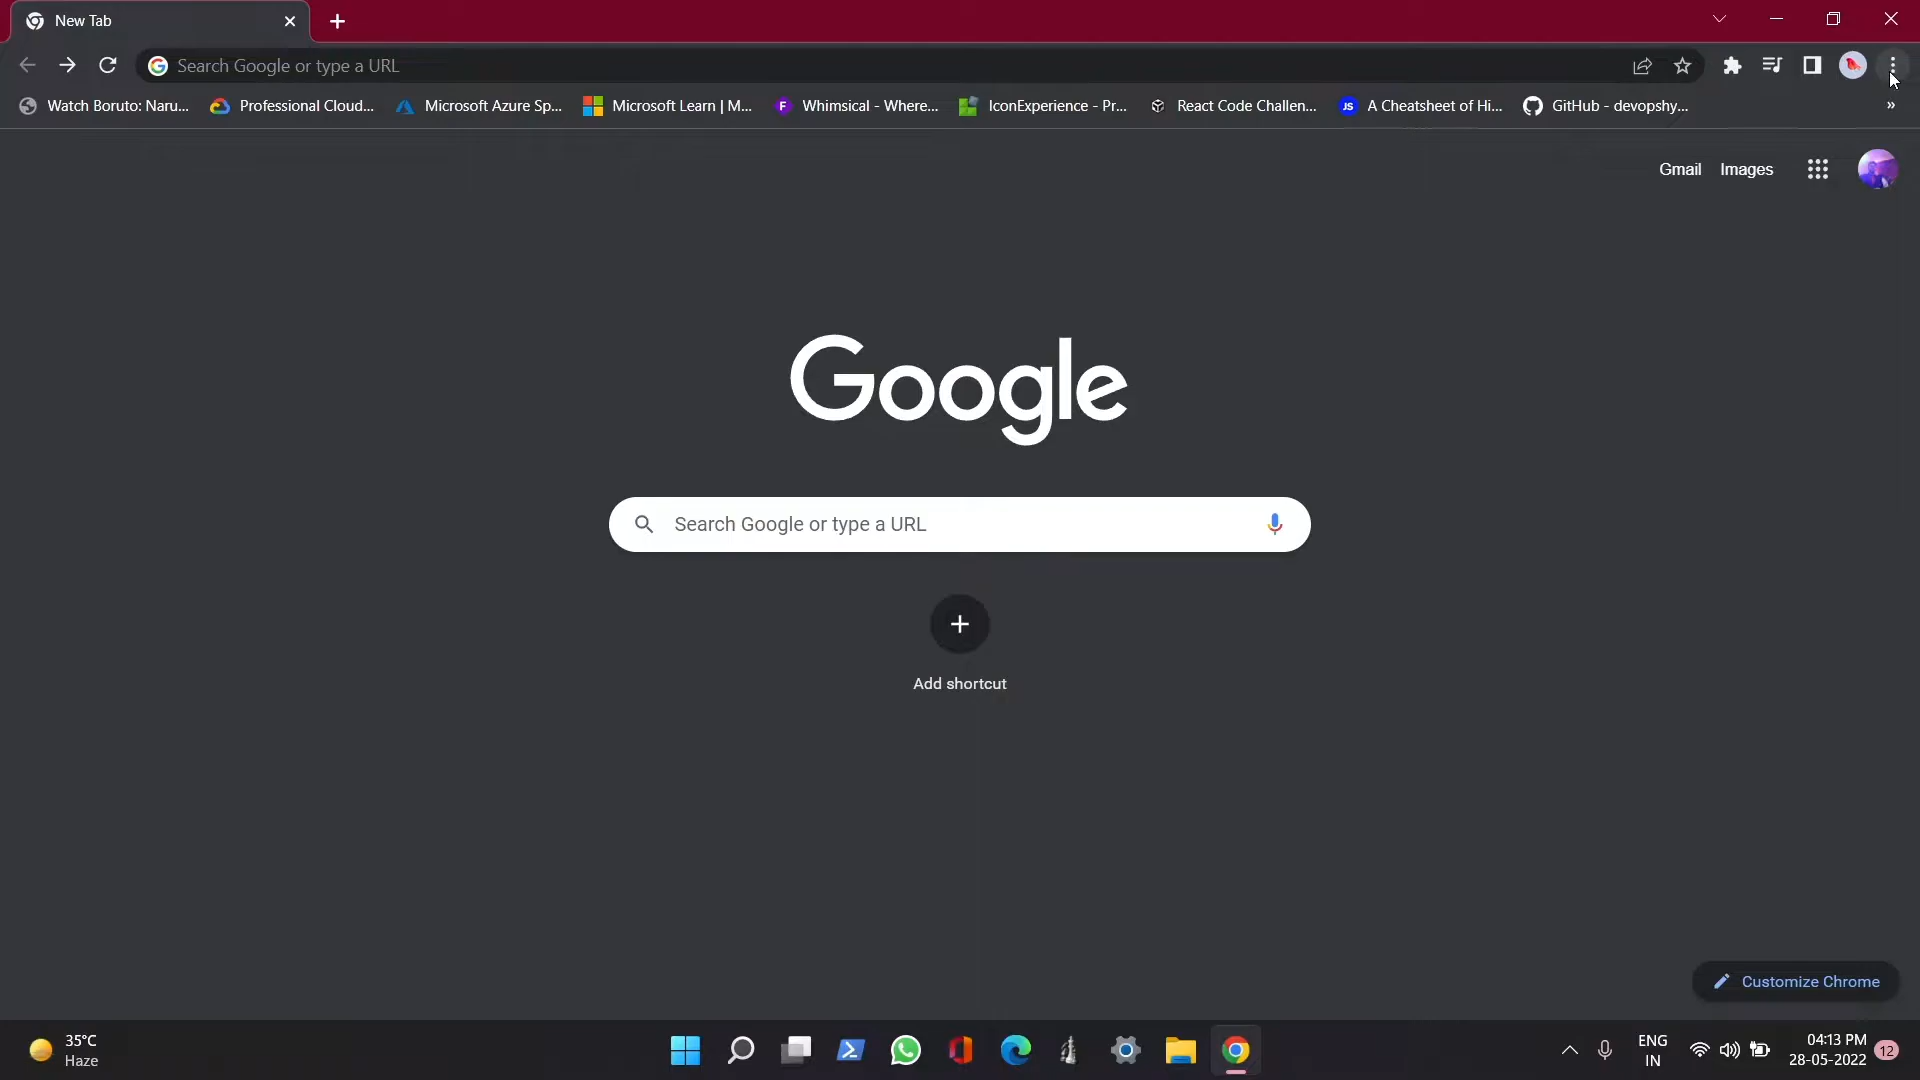 New Tab
Search Google or type a URL
Watch Boruto: Naru...
Professional Cloud...
Microsoft Azure Sp...
Microsoft Learn | M...
Whimsical - Where...
IconExperience - Pr...
React Code Challen...
JS
A Cheatsheet of Hi...
GitHub - devopshy...
»
Gmail
Images
Google
Search Google or type a URL
Add shortcut
Customize Chrome
35°C
Haze
ENG
IN
04:13 PM
28-05-2022
12